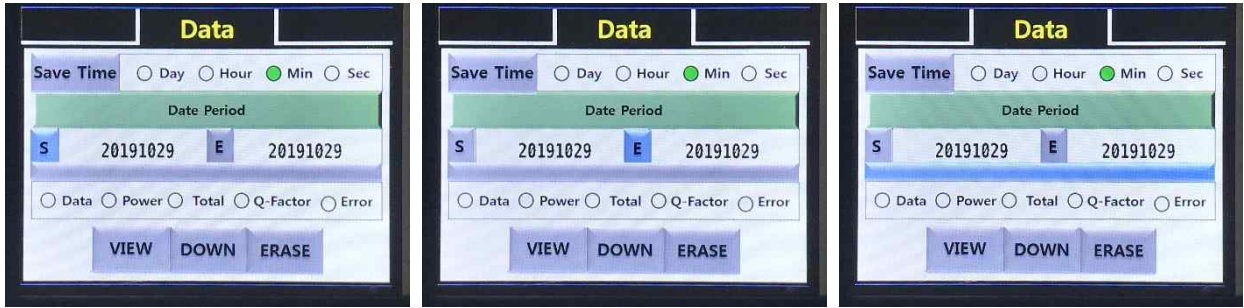 Data
Save Time Day Hour Min Sec
Date Period
S 20191029 E 20191029
Data Power Total Q-Factor Error
VIEW DOWN ERASE
Data
Save Time Day Hour Min Sec
Date Period
S 20191029 E 20191029
Data Power Total Q-Factor Error
VIEW DOWN ERASE
Data
Save Time Day Hour Min Sec
Date Period
S 20191029 E 20191029
Data Power Total Q-Factor Error
VIEW DOWN ERASE